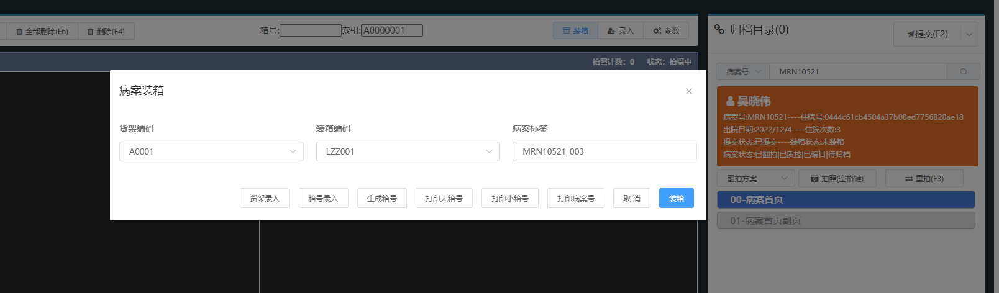 全部删除(F6) 删除(F4) 箱号: 索引: A0000001 装箱 录入 参数
拍照计数: 0 状态: 拍摄中
病案装箱
货架编码 装箱编码 病案标签
A0001 LZZ001 MRN10521_003
货架录入 箱号录入 生成箱号 打印大箱号 打印小箱号 打印病案号 取 消 装箱
归档目录(0) 提交(F2)
病案号 MRN10521
吴晓伟
病案号:MRN10521----住院号:0444c61cb4504a37b08ed7756828ae18
出院日期:2022/12/4----住院次数:3
提交状态:已提交----装箱状态:未装箱
病案状态:已翻拍|已质控|已编目|待归档
翻拍方案 拍照(空格键) 重拍(F3)
00-病案首页
01-病案首页副页